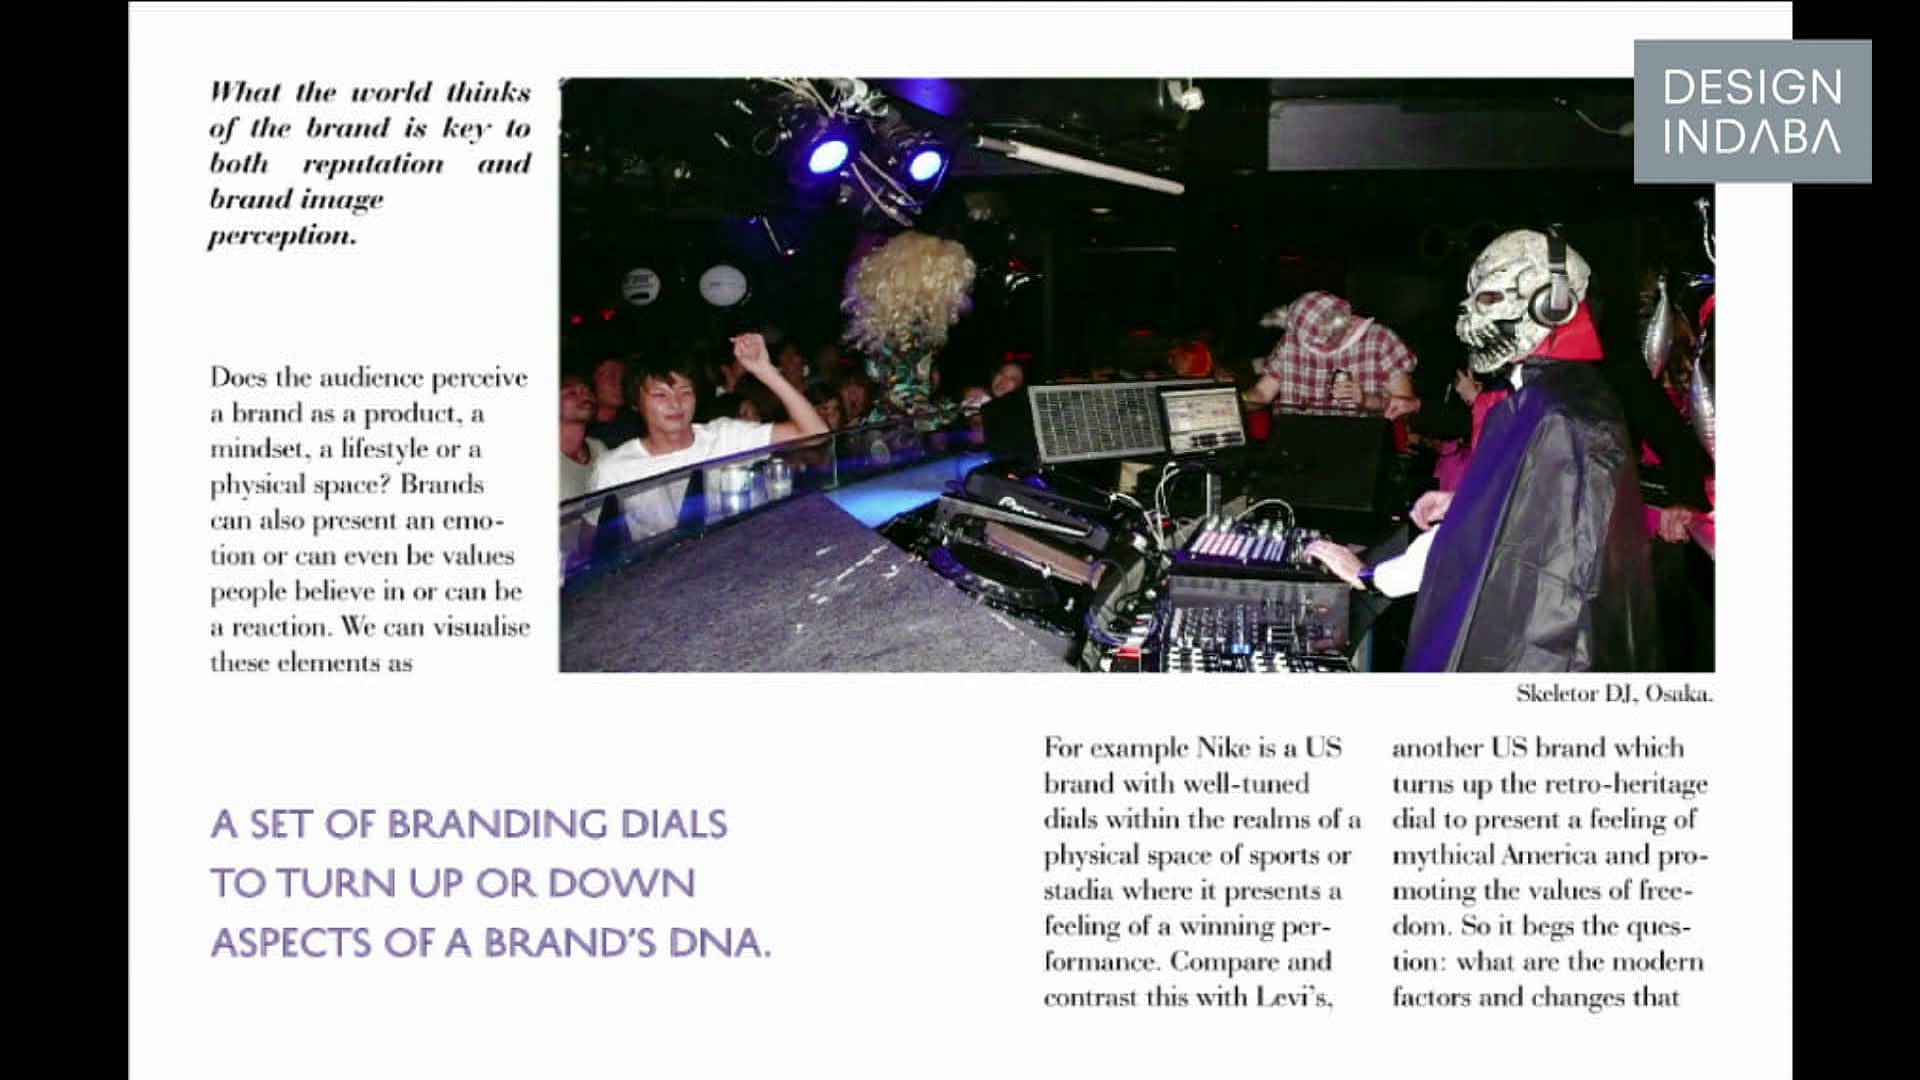 What the world thinks
of the brand is key to
both reputation and
brand image
perception.
Does the audience perceive
a brand as a product, a
mindset, a lifestyle or a
physical space? Brands
can also present an emo-
tion or can even be values
people believe in or can be
a reaction. We can visualise
these elements as
A SET OF BRANDING DIALS
TO TURN UP OR DOWN
ASPECTS OF A BRAND'S DNA.
DESIGN
INDABA
Skeletor DJ, Osaka.
For example Nike is a US
brand with well-tuned
dials within the realms of a
physical space of sports or
stadia where it presents a
feeling of a winning per-
formance. Compare and
contrast this with Levi's,
another US brand which
turns up the retro-heritage
dial to present a feeling of
mythical America and pro-
moting the values of free-
dom. So it begs the ques-
tion: what are the modern
factors and changes that